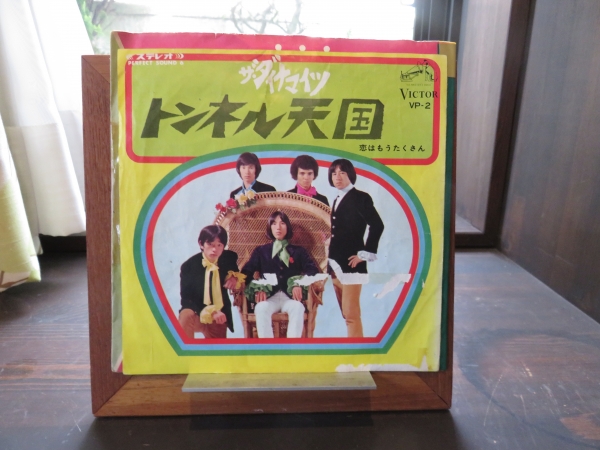 ステレオ
PERFECT SOUND
ザ・ダイナマイツ
VICTOR
VP-2
トンネル天国
恋はもうたくさん